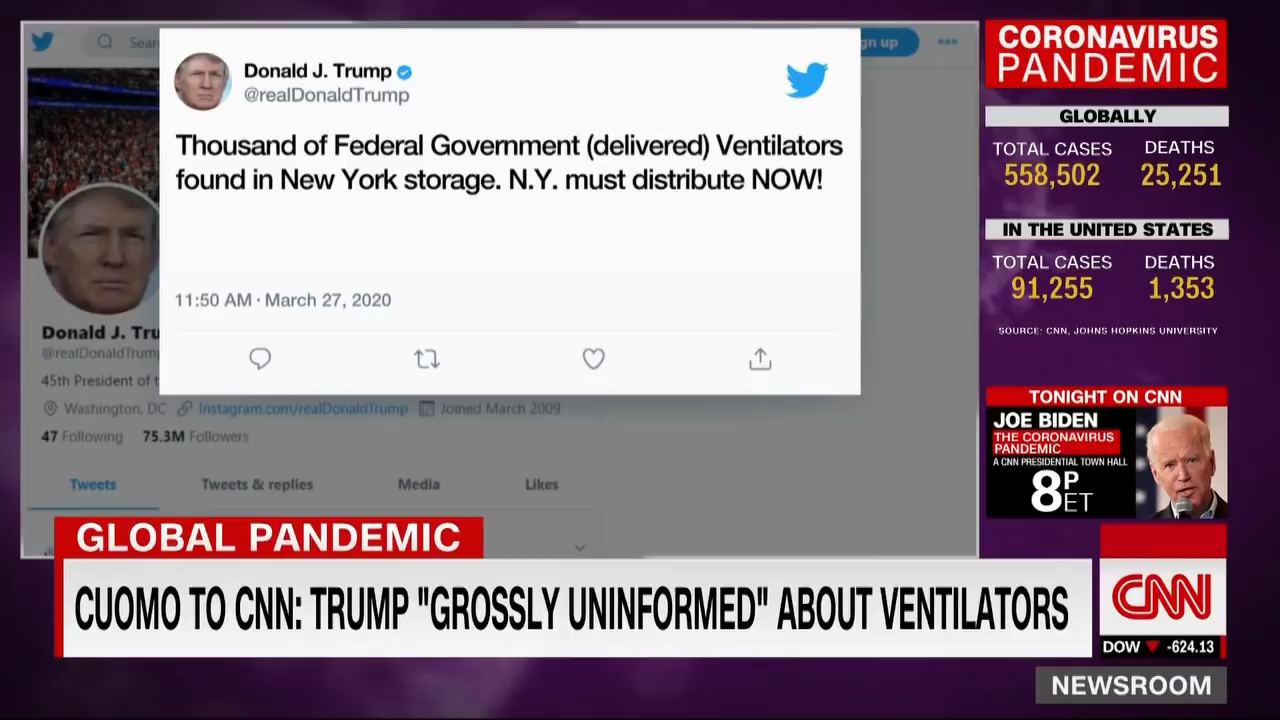 Sear
gn up
Donald J. Trump
@realDonaldTrump
Thousand of Federal Government (delivered) Ventilators
found in New York storage. N.Y. must distribute NOW!
11:50 AM · March 27, 2020
Donald J. Tru
@realDonaldTrump
45th President of t
Washington, DC Instagram.com/realDonaldTrump Joined March 2009
47 Following 75.3M Followers
Tweets Tweets & replies Media Likes
CORONAVIRUS
PANDEMIC
GLOBALLY
TOTAL CASES DEATHS
558,502 25,251
IN THE UNITED STATES
TOTAL CASES DEATHS
91,255 1,353
SOURCE: CNN, JOHNS HOPKINS UNIVERSITY
TONIGHT ON CNN
JOE BIDEN
THE CORONAVIRUS
PANDEMIC
A CNN PRESIDENTIAL TOWN HALL
8P
ET
GLOBAL PANDEMIC
CUOMO TO CNN: TRUMP "GROSSLY UNINFORMED" ABOUT VENTILATORS
CNN
DOW -624.13
NEWSROOM